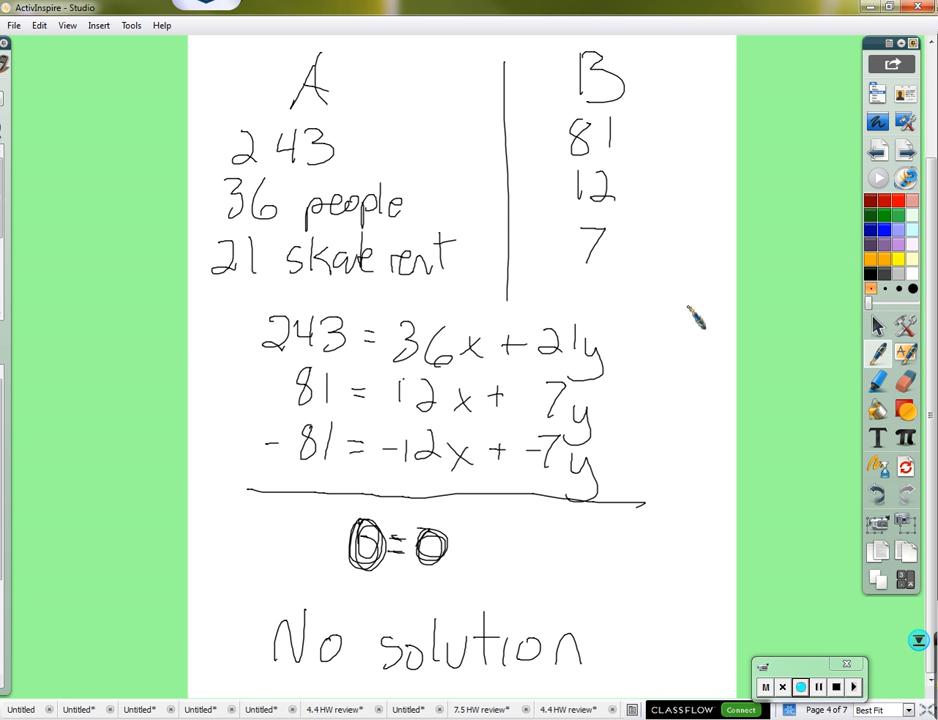 ActivInspire
File Edit View Insert Tools Help
A B
243 81
36 people 12
21 skate rent 7
243 = 36x + 21y
81 = 12x + 7y
-81 = -12x + -7y
0=0
No solution
Untitled Untitled* Untitled* Untitled* Untitled* 4.4 HW review* Untitled* 7.5 HW review* 4.4 HW review* CLASSFLOW Connect Page 4 of 7 Best Fit